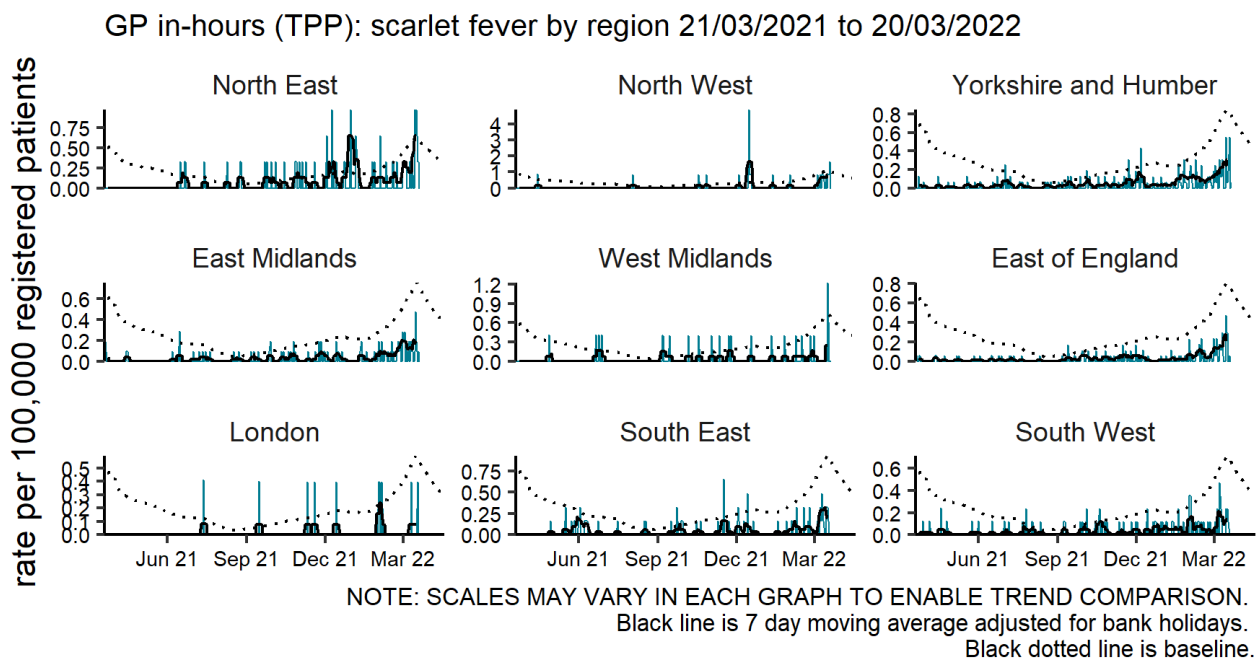 GP in-hours (TPP): scarlet fever by region 21/03/2021 to 20/03/2022
rate per 100,000 registered patients
North East
0.75
0.50
0.25
0.00
North West
4
3
2
1
0
Yorkshire and Humber
0.8
0.6
0.4
0.2
0.0
East Midlands
0.6
0.4
0.2
0.0
West Midlands
1.2
0.9
0.6
0.3
0.0
East of England
0.8
0.6
0.4
0.2
0.0
London
0.5
0.4
0.3
0.2
0.1
0.0
South East
0.75
0.50
0.25
0.00
South West
0.6
0.4
0.2
0.0
Jun 21 Sep 21 Dec 21 Mar 22
Jun 21 Sep 21 Dec 21 Mar 22
Jun 21 Sep 21 Dec 21 Mar 22
NOTE: SCALES MAY VARY IN EACH GRAPH TO ENABLE TREND COMPARISON.
Black line is 7 day moving average adjusted for bank holidays.
Black dotted line is baseline.